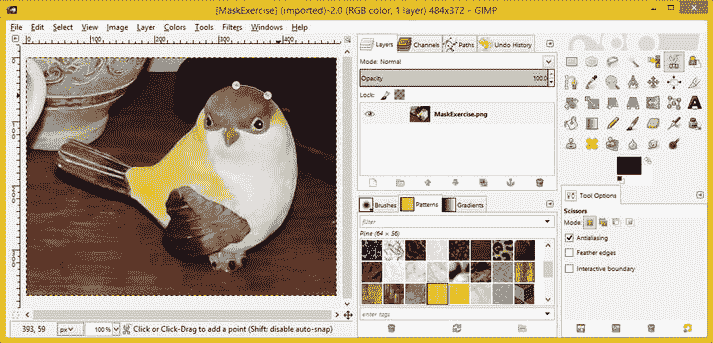 [MaskExercise] (imported)-2.0 (RGB color, 1 layer) 484x372 – GIMP
File Edit Select View Image Layer Colors Tools Filters Windows Help
Layers Channels Paths Undo History
Mode: Normal
Opacity 100.0
Lock:
MaskExercise.png
Brushes Patterns Gradients
filter
Pine (64 × 56)
enter tags
Tool Options
Scissors
Mode:
Antialiasing
Feather edges
Interactive boundary
393, 59 px 100% Click or Click-Drag to add a point (Shift: disable auto-snap)